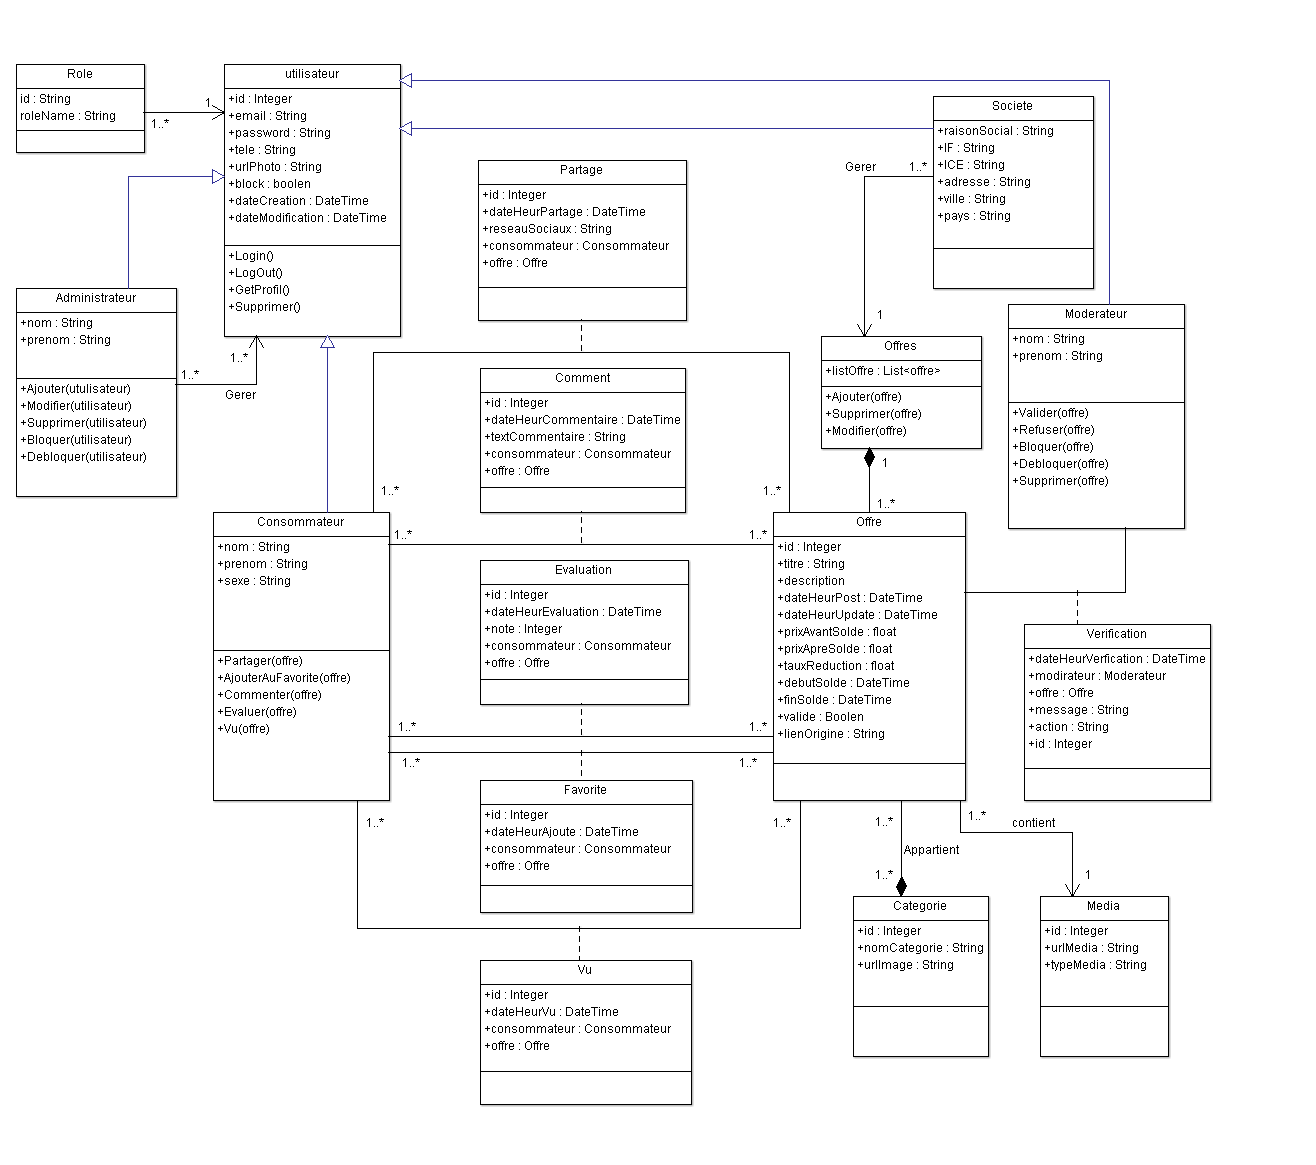 Role
id : String
roleName : String
1..*
1
utilisateur
+id : Integer
+email : String
+password : String
+tele : String
+urlPhoto : String
+block : boolen
+dateCreation : DateTime
+dateModification : DateTime
+Login()
+LogOut()
+GetProfil()
+Supprimer()
Societe
+raisonSocial : String
+IF : String
+ICE : String
+adresse : String
+ville : String
+pays : String
Gerer
1..*
1
Partage
+id : Integer
+dateHeurPartage : DateTime
+reseauSociaux : String
+consommateur : Consommateur
+offre : Offre
Administrateur
+nom : String
+prenom : String
+Ajouter(utulisateur)
+Modifier(utilisateur)
+Supprimer(utilisateur)
+Bloquer(utilisateur)
+Debloquer(utilisateur)
1..*
1..*
Gerer
Offres
+listOffre : List<offre>
+Ajouter(offre)
+Supprimer(offre)
+Modifier(offre)
1
1..*
Moderateur
+nom : String
+prenom : String
+Valider(offre)
+Refuser(offre)
+Bloquer(offre)
+Debloquer(offre)
+Supprimer(offre)
Comment
+id : Integer
+dateHeurCommentaire : DateTime
+textCommentaire : String
+consommateur : Consommateur
+offre : Offre
1..*
1..*
1..*
1..*
Consommateur
+nom : String
+prenom : String
+sexe : String
+Partager(offre)
+AjouterAuFavorite(offre)
+Commenter(offre)
+Evaluer(offre)
+Vu(offre)
Evaluation
+id : Integer
+dateHeurEvaluation : DateTime
+note : Integer
+consommateur : Consommateur
+offre : Offre
Offre
+id : Integer
+titre : String
+description
+dateHeurPost : DateTime
+dateHeurUpdate : DateTime
+prixAvantSolde : float
+prixApreSolde : float
+tauxReduction : float
+debutSolde : DateTime
+finSolde : DateTime
+valide : Boolen
+lienOrigine : String
Verification
+dateHeurVerfication : DateTime
+modirateur : Moderateur
+offre : Offre
+message : String
+action : String
+id : Integer
1..*
1..*
1..*
1..*
Favorite
+id : Integer
+dateHeurAjoute : DateTime
+consommateur : Consommateur
+offre : Offre
1..*
1..*
1..*
Appartient
1..*
1..*
contient
1
Categorie
+id : Integer
+nomCategorie : String
+urlImage : String
Media
+id : Integer
+urlMedia : String
+typeMedia : String
Vu
+id : Integer
+dateHeurVu : DateTime
+consommateur : Consommateur
+offre : Offre